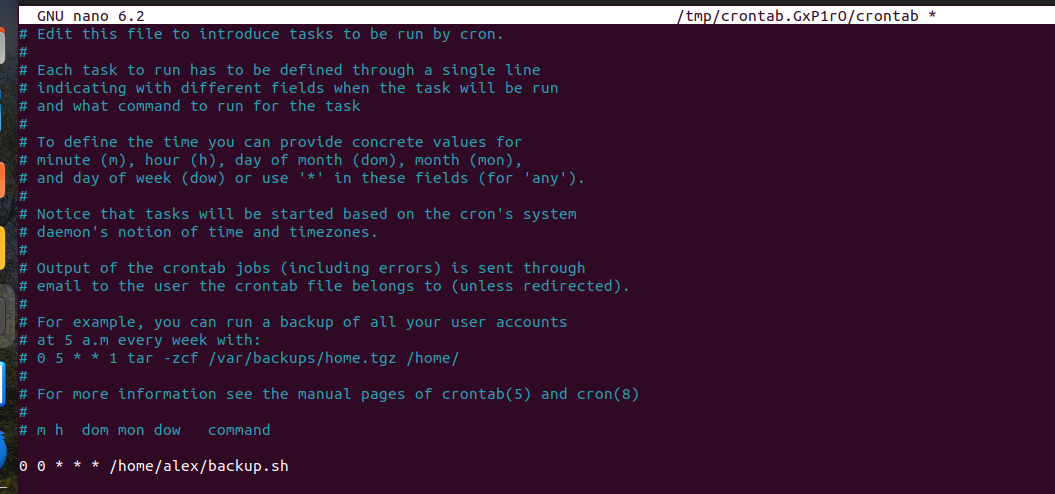 GNU nano 6.2 /tmp/crontab.GxP1rO/crontab *
# Edit this file to introduce tasks to be run by cron.
#
# Each task to run has to be defined through a single line
# indicating with different fields when the task will be run
# and what command to run for the task
#
# To define the time you can provide concrete values for
# minute (m), hour (h), day of month (dom), month (mon),
# and day of week (dow) or use '*' in these fields (for 'any').
#
# Notice that tasks will be started based on the cron's system
# daemon's notion of time and timezones.
#
# Output of the crontab jobs (including errors) is sent through
# email to the user the crontab file belongs to (unless redirected).
#
# For example, you can run a backup of all your user accounts
# at 5 a.m every week with:
# 0 5 * * 1 tar -zcf /var/backups/home.tgz /home/
#
# For more information see the manual pages of crontab(5) and cron(8)
#
# m h  dom mon dow   command
0 0 * * * /home/alex/backup.sh